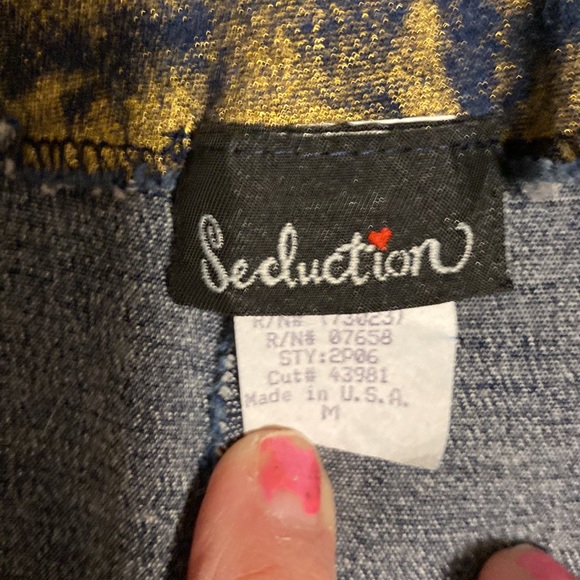 Seduction
R/N# 
R/N# 07658
STY:2P06
Cut# 43981
Made in U.S.A.
M